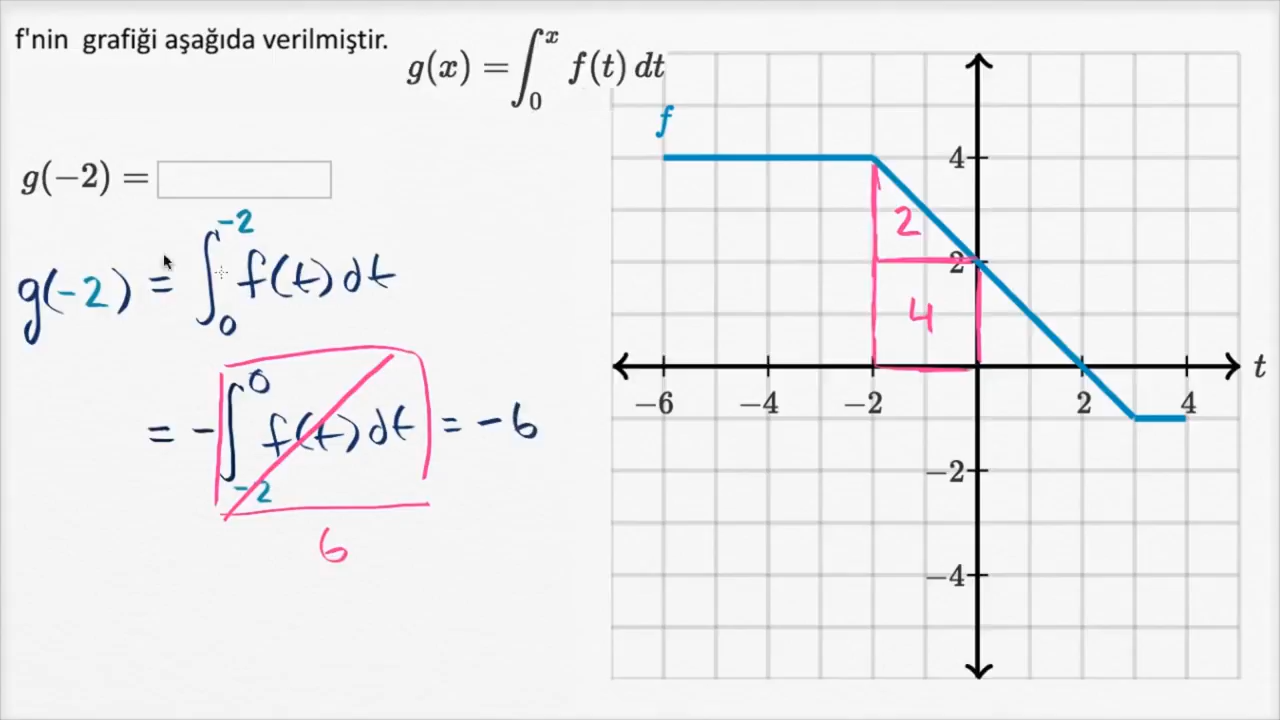 f'nin grafiği aşağıda verilmiştir.
g(x) = ∫₀ˣ f(t) dt
f
g(−2) =
g(-2) = ∫₀⁻² f(t)dt
= -∫₋₂⁰ f(t)dt = -6
6
2
4
4
2
−2
−4
−6 −4 −2 2 4 t